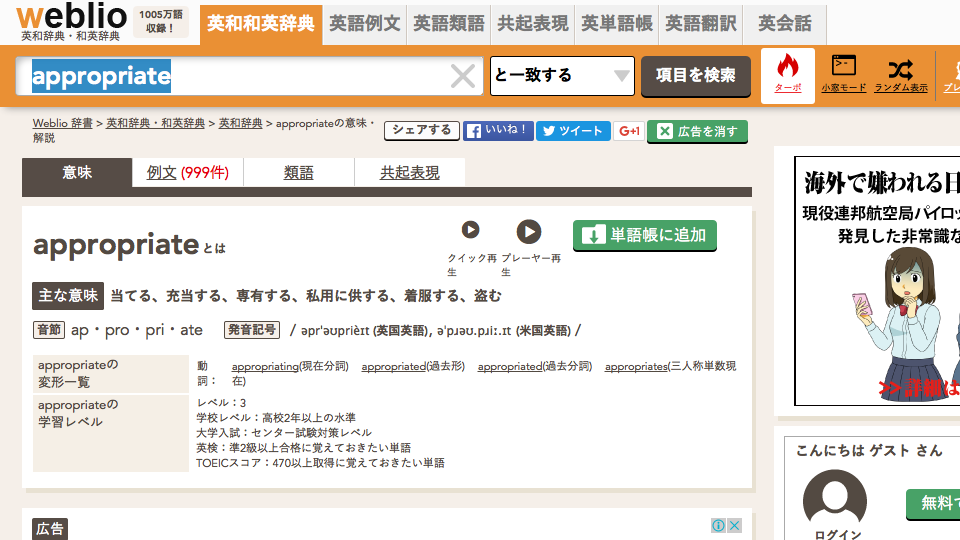 weblio
英和辞典・和英辞典
1005万語
収録！
英和和英辞典
英語例文
英語類語
共起表現
英単語帳
英語翻訳
英会話
appropriate
と一致する
項目を検索
ターボ
小窓モード
ランダム表示
プレ
Weblio 辞書 > 英和辞典・和英辞典 > 英和辞典 > appropriateの意味・
解説
シェアする
いいね！
ツイート
G+1
広告を消す
意味
例文 (999件)
類語
共起表現
appropriateとは
クイック再
生
プレーヤー再
生
単語帳に追加
主な意味 当てる、充当する、専有する、私用に供する、着服する、盗む
音節 ap・pro・pri・ate 発音記号 / əpr'əʊprièɪt (英国英語), ə'pɹəʊ.pɹiː.ɪt (米国英語) /
appropriateの
変形一覧
動
詞：
appropriating(現在分詞) appropriated(過去形) appropriated(過去分詞) appropriates(三人称単数現
在)
appropriateの
学習レベル
レベル：3
学校レベル：高校2年以上の水準
大学入試：センター試験対策レベル
英検：準2級以上合格に覚えておきたい単語
TOEICスコア：470以上取得に覚えておきたい単語
広告
海外で嫌われる日
現役連邦航空局パイロッ
発見した非常識な
>> 詳細は
こんにちは ゲスト さん
ログイン
無料で